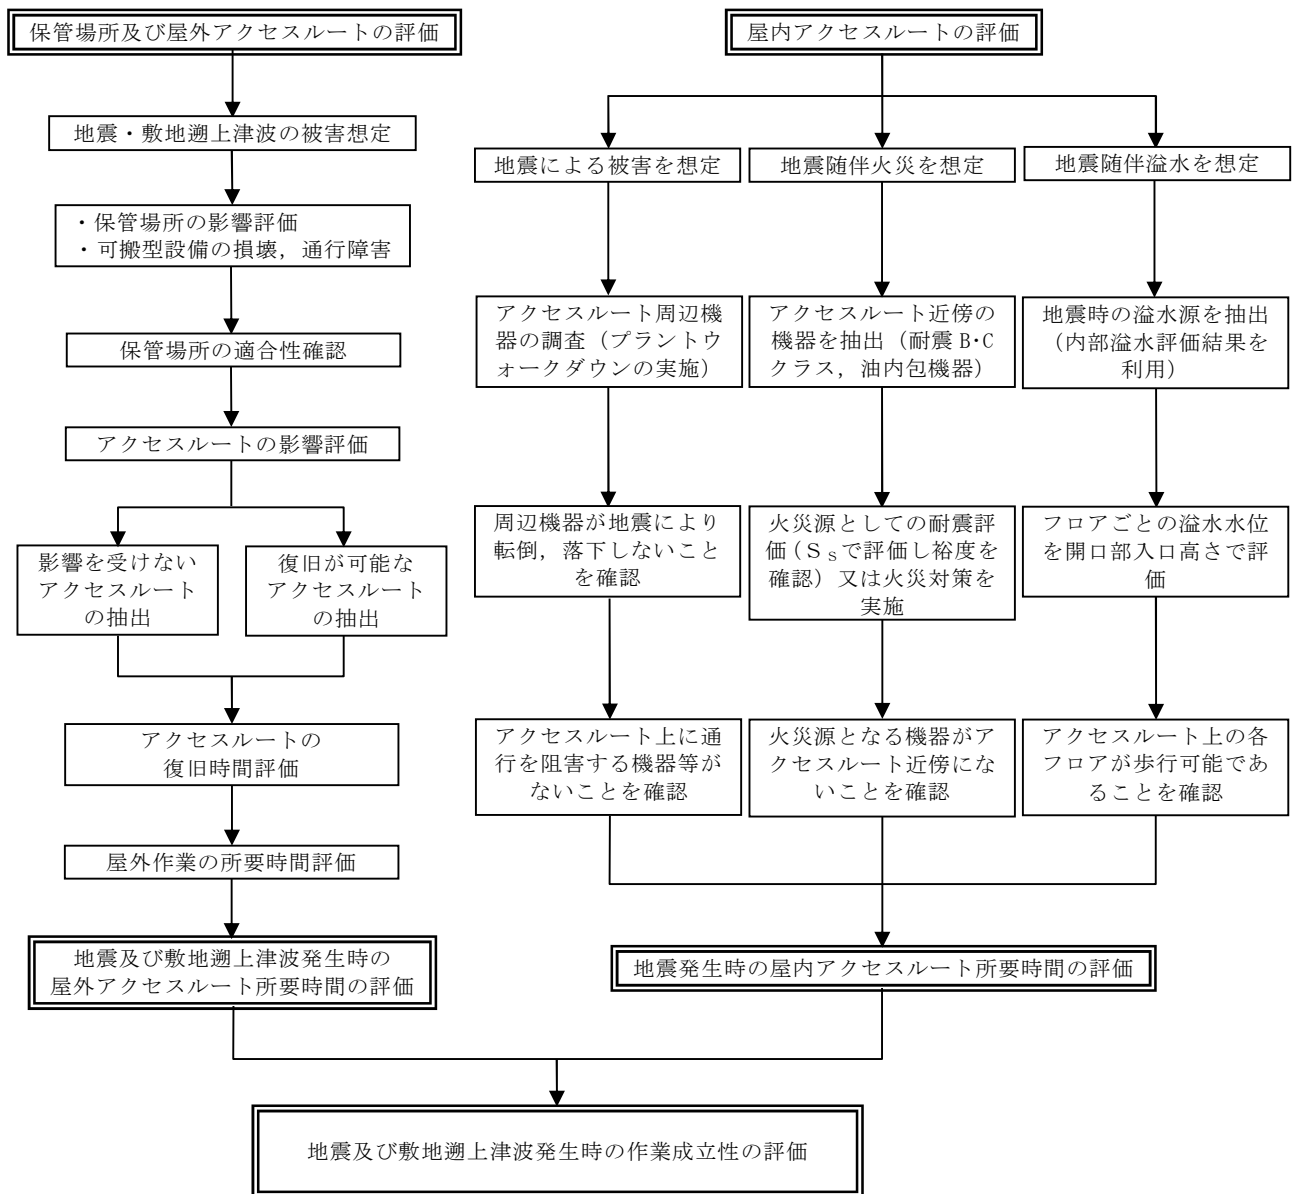 保管場所及び屋外アクセスルートの評価
地震・敷地遡上津波の被害想定
・保管場所の影響評価
・可搬型設備の損壊，通行障害
保管場所の適合性確認
アクセスルートの影響評価
影響を受けない
アクセスルート
の抽出
復旧が可能な
アクセスルート
の抽出
アクセスルートの
復旧時間評価
屋外作業の所要時間評価
地震及び敷地遡上津波発生時の
屋外アクセスルート所要時間の評価
屋内アクセスルートの評価
地震による被害を想定
アクセスルート周辺機
器の調査（プラントウ
ォークダウンの実施）
周辺機器が地震により
転倒，落下しないこと
を確認
アクセスルート上に通
行を阻害する機器等が
ないことを確認
地震随伴火災を想定
アクセスルート近傍の
機器を抽出（耐震 B･C
クラス，油内包機器）
火災源としての耐震評
価（Ｓｓで評価し裕度を
確認）又は火災対策を
実施
火災源となる機器がア
クセスルート近傍にな
いことを確認
地震随伴溢水を想定
地震時の溢水源を抽出
（内部溢水評価結果を
利用）
フロアごとの溢水水位
を開口部入口高さで評
価
アクセスルート上の各
フロアが歩行可能であ
ることを確認
地震発生時の屋内アクセスルート所要時間の評価
地震及び敷地遡上津波発生時の作業成立性の評価